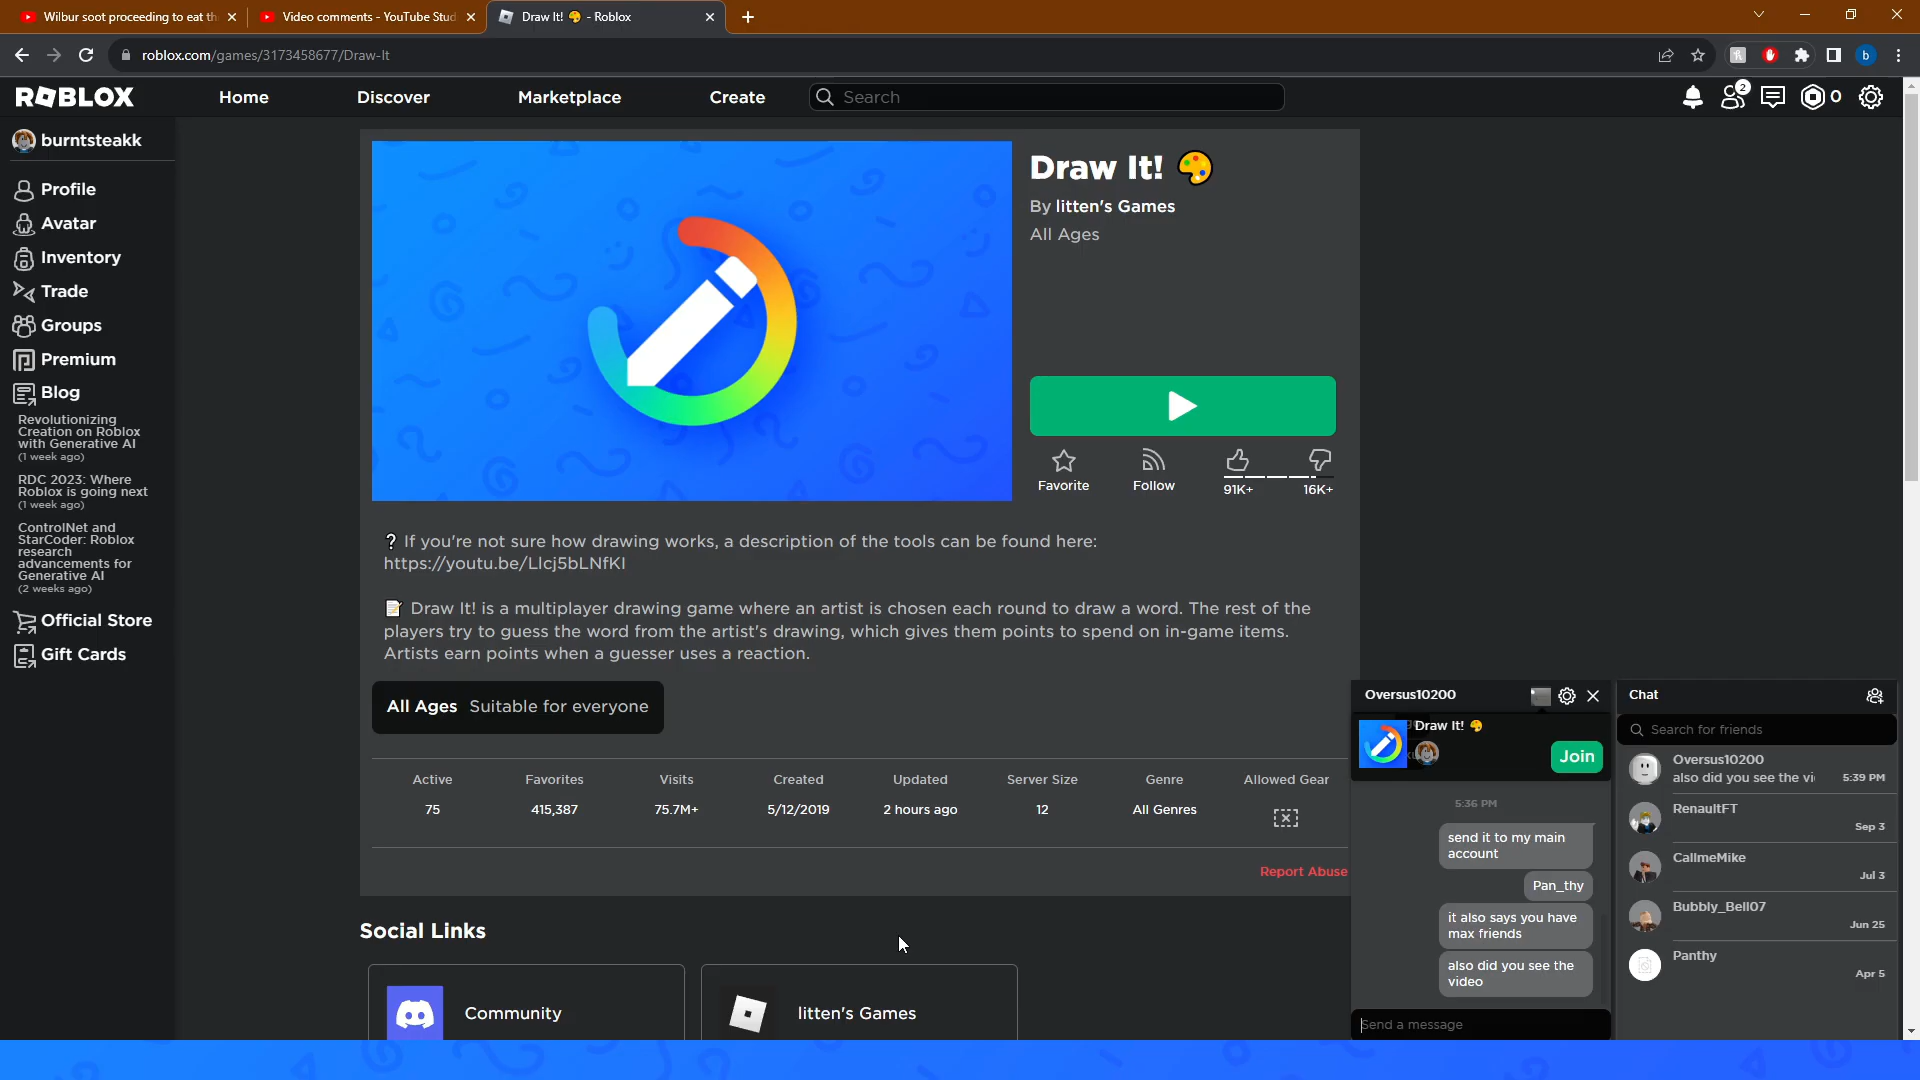 Wilbur soot proceeding to eat th
Video comments - YouTube Stud
Draw It! 🎨 - Roblox
roblox.com/games/3173458677/Draw-It
b
ROBLOX
Home
Discover
Marketplace
Create
Search
2
0
burntsteakk
Profile
Avatar
Inventory
Trade
Groups
Premium
Blog
Revolutionizing
Creation on Roblox
with Generative AI
(1 week ago)
RDC 2023: Where
Roblox is going next
(1 week ago)
ControlNet and
StarCoder: Roblox
research
advancements for
Generative AI
(2 weeks ago)
Official Store
Gift Cards
Draw It! 🎨
By litten's Games
All Ages
Favorite
Follow
91K+
16K+
❔ If you're not sure how drawing works, a description of the tools can be found here:
https://youtu.be/LIcj5bLNfKI
📝 Draw It! is a multiplayer drawing game where an artist is chosen each round to draw a word. The rest of the
players try to guess the word from the artist's drawing, which gives them points to spend on in-game items.
Artists earn points when a guesser uses a reaction.
All Ages Suitable for everyone
Active
Favorites
Visits
Created
Updated
Server Size
Genre
Allowed Gear
75
415,387
75.7M+
5/12/2019
2 hours ago
12
All Genres
Report Abuse
Social Links
Community
litten's Games
Oversus10200
Draw It! 🎨
Join
5:36 PM
send it to my main
account
Pan_thy
it also says you have
max friends
also did you see the
video
Send a message
Chat
Search for friends
Oversus10200
also did you see the vi
5:39 PM
RenaultFT
Sep 3
CallmeMike
Jul 3
Bubbly_Bell07
Jun 25
Panthy
Apr 5